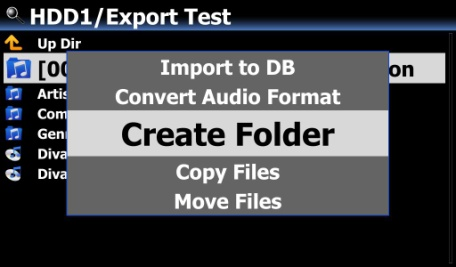 HDD1/Export Test
Up Dir
[00 on
Import to DB
Artis
Convert Audio Format
Com
Create Folder
Gen
Diva
Copy Files
Diva
Move Files